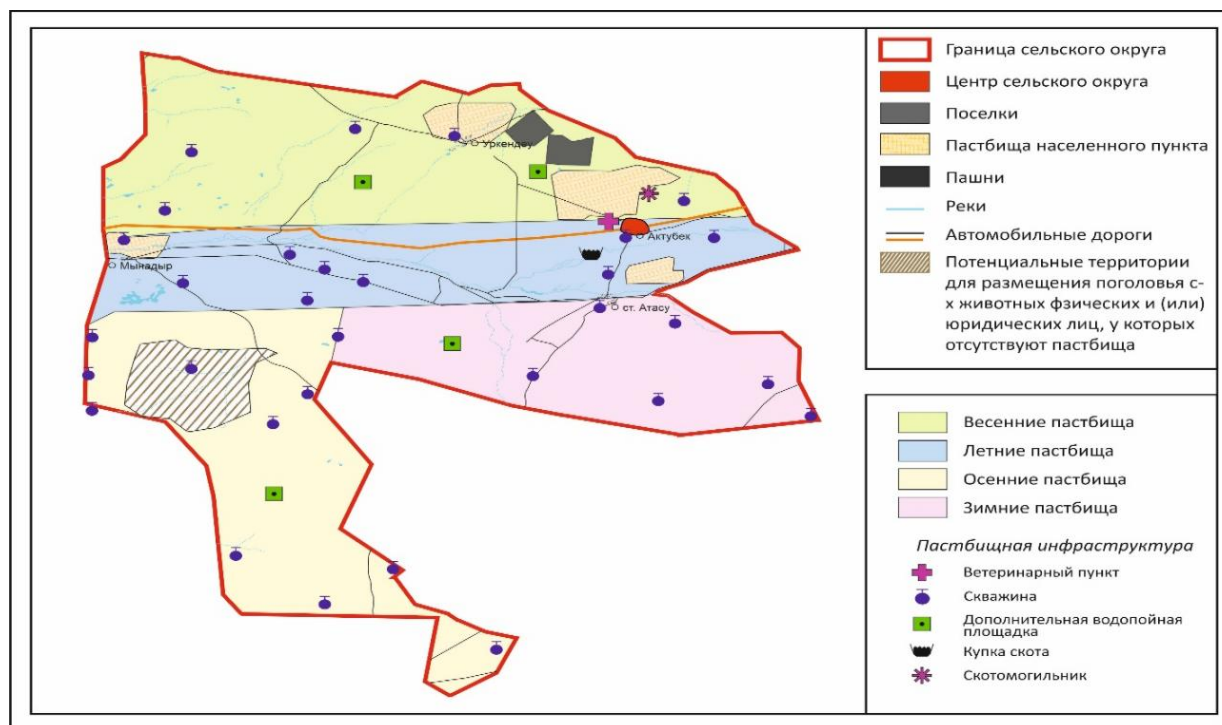 Уркендеу
Актубек
Мынадыр
ст. Атасу
Граница сельского округа
Центр сельского округа
Поселки
Пастбища населенного пункта
Пашни
Реки
Автомобильные дороги
Потенциальные территории
для размещения поголовья с-
х животных фзических и (или)
юридических лиц, у которых
отсутствуют пастбища
Весенние пастбища
Летние пастбища
Осенние пастбища
Зимние пастбища
Пастбищная инфраструктура
Ветеринарный пункт
Скважина
Дополнительная водопойная
площадка
Купка скота
Скотомогильник